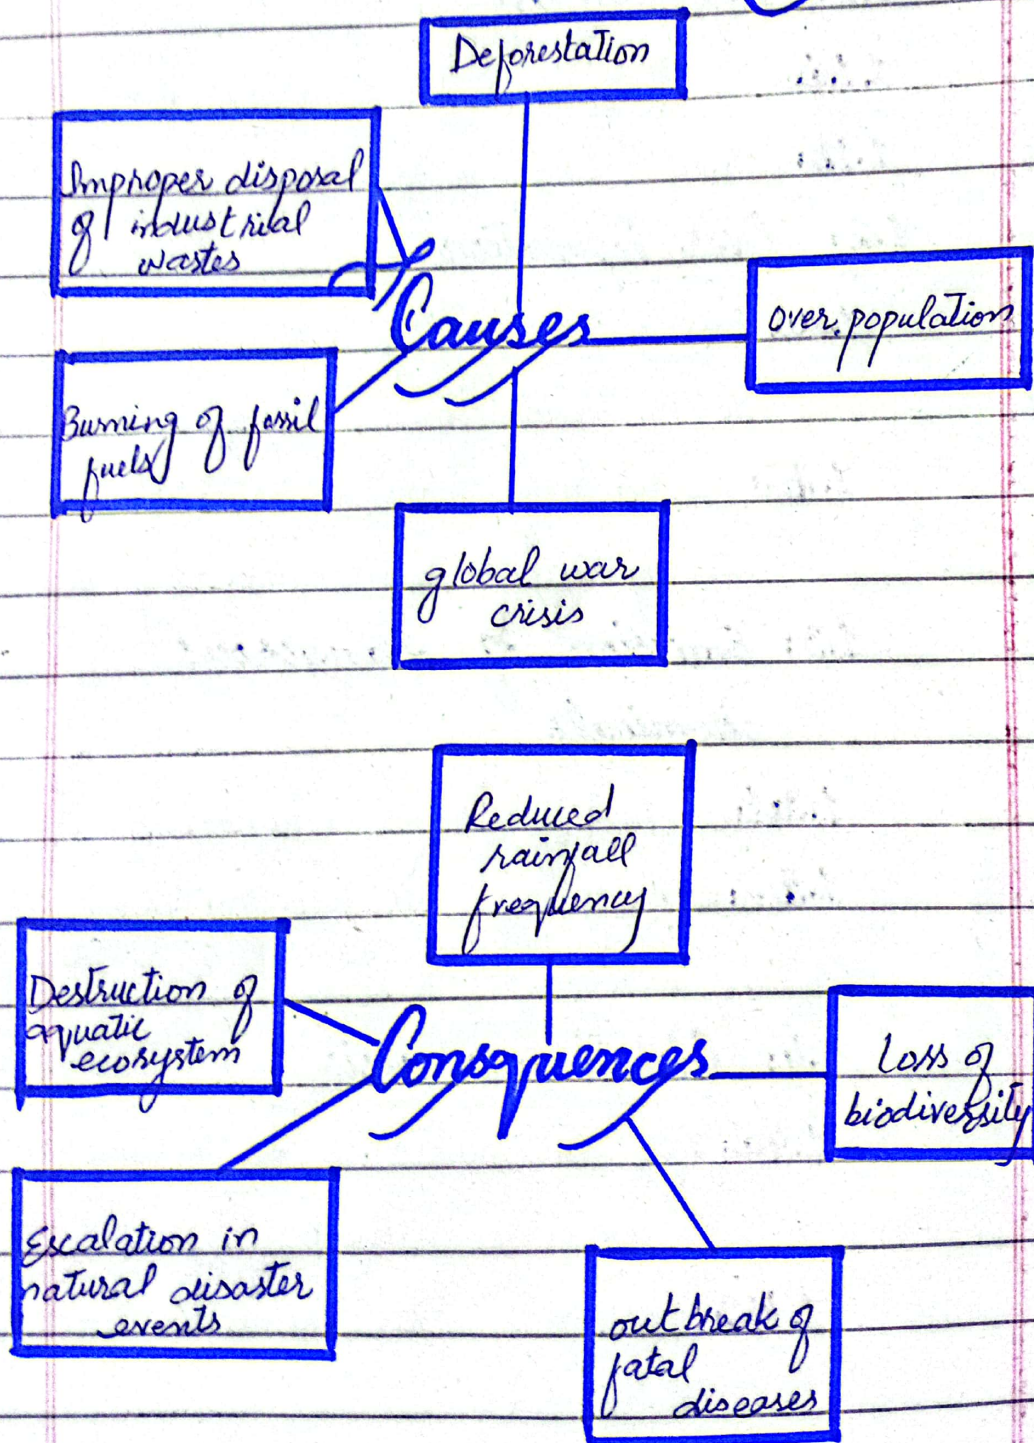 Deforestation
Improper disposal
of industrial
wastes
Causes
over population
Burning of fossil
fuels
global war
crisis
Reduced
rainfall
frequency
Destruction of
aquatic
ecosystem
Consquences
Loss of
biodiversity
Escalation in
natural disaster
events
outbreak of
fatal
diseases